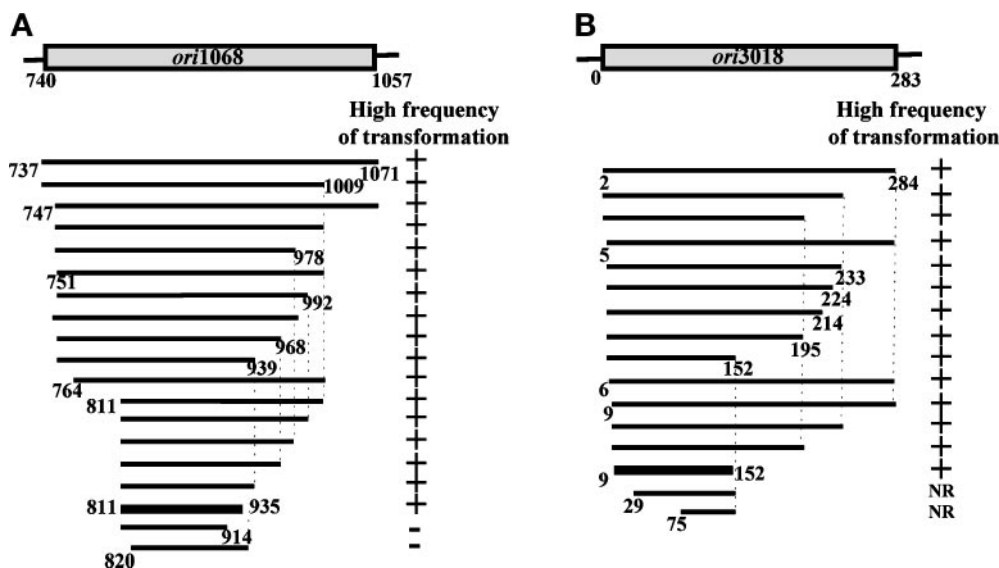 A
ori1068
740 1057
High frequency
of transformation
737 1071 +
1009 +
747 +
+
978 +
751 +
992 +
+
968 +
939 +
764 +
811 +
+
+
+
+
811 935 +
914 -
820 -
B
ori3018
0 283
High frequency
of transformation
2 284 +
+
+
5 +
233 +
224 +
214 +
195 +
152 +
6 +
9 +
+
+
9 152 +
29 NR
75 NR